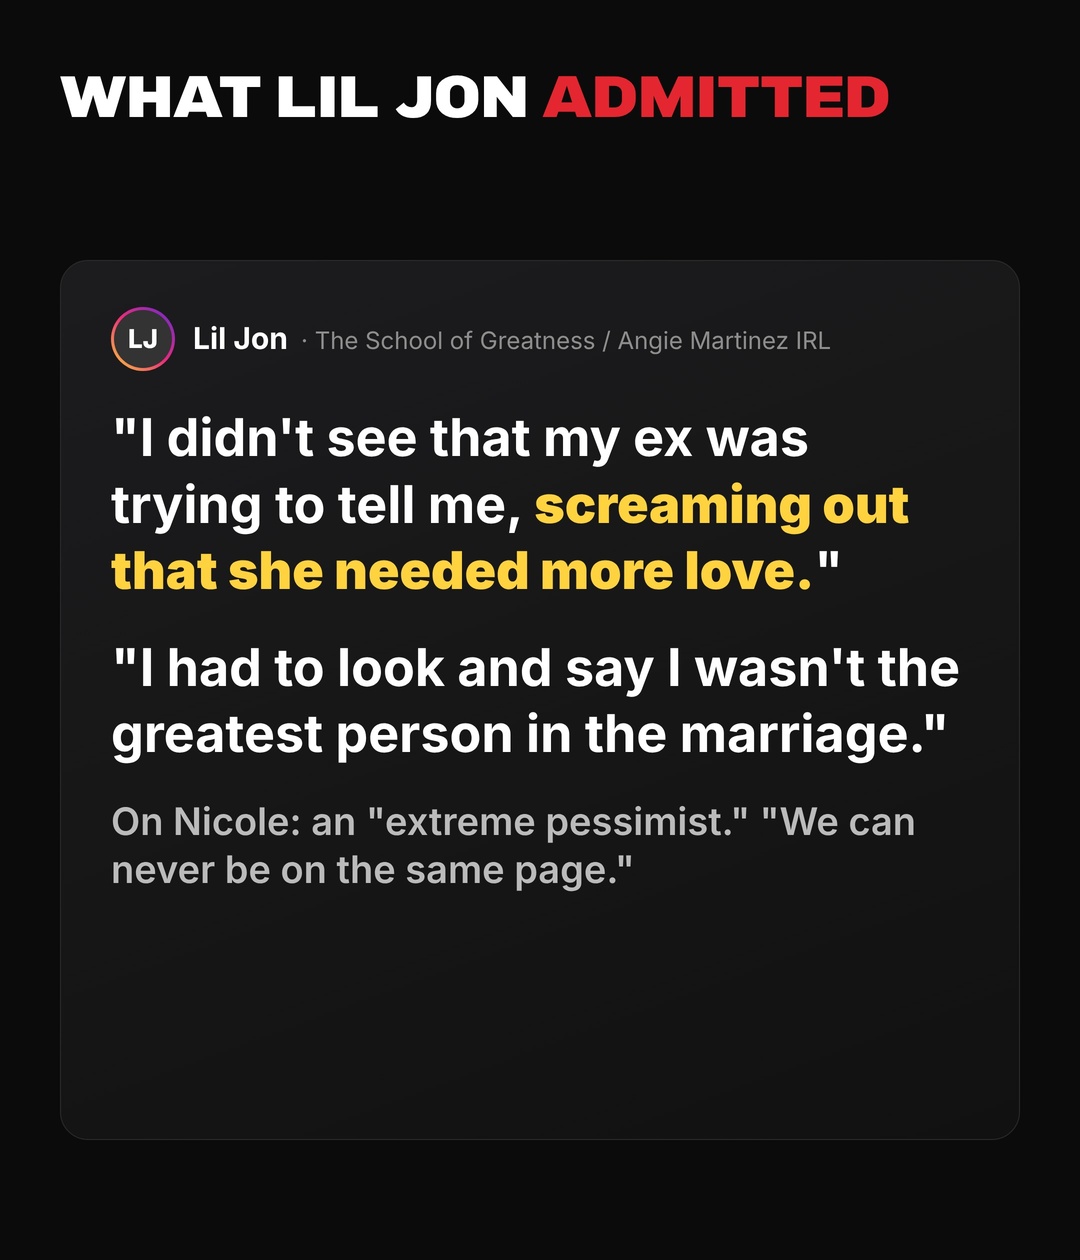 WHAT LIL JON ADMITTED
LJ Lil Jon · The School of Greatness / Angie Martinez IRL
"I didn't see that my ex was
trying to tell me, screaming out
that she needed more love."
"I had to look and say I wasn't the
greatest person in the marriage."
On Nicole: an "extreme pessimist." "We can
never be on the same page."